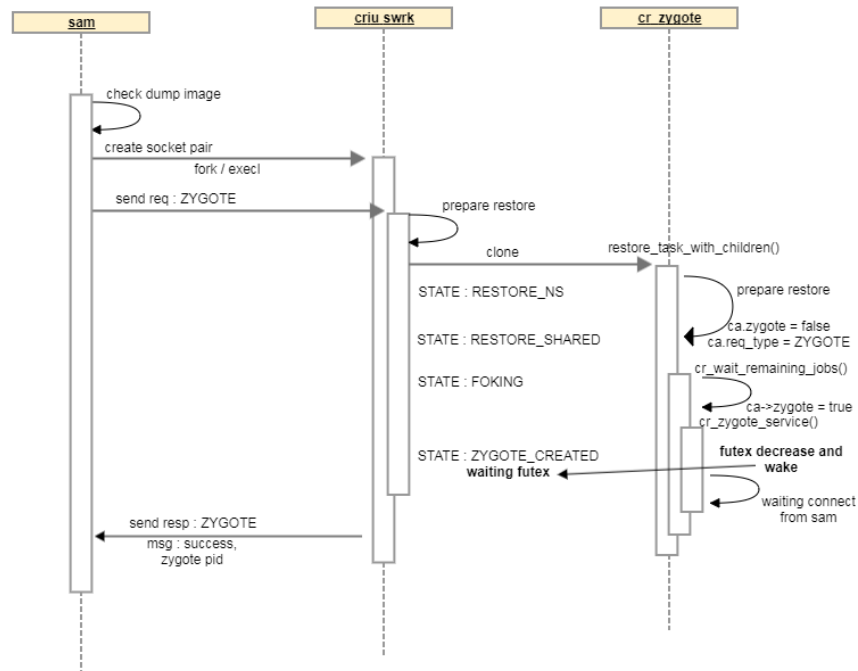 sam
criu swrk
cr_zygote
check dump image
create socket pair
fork / execl
send req : ZYGOTE
prepare restore
clone
restore_task_with_children()
STATE : RESTORE_NS
prepare restore
ca.zygote = false
ca.req_type = ZYGOTE
STATE : RESTORE_SHARED
cr_wait_remaining_jobs()
STATE : FOKING
ca->zygote = true
cr_zygote_service()
STATE : ZYGOTE_CREATED
waiting futex
futex decrease and
wake
waiting connect
from sam
send resp : ZYGOTE
msg : success,
zygote pid